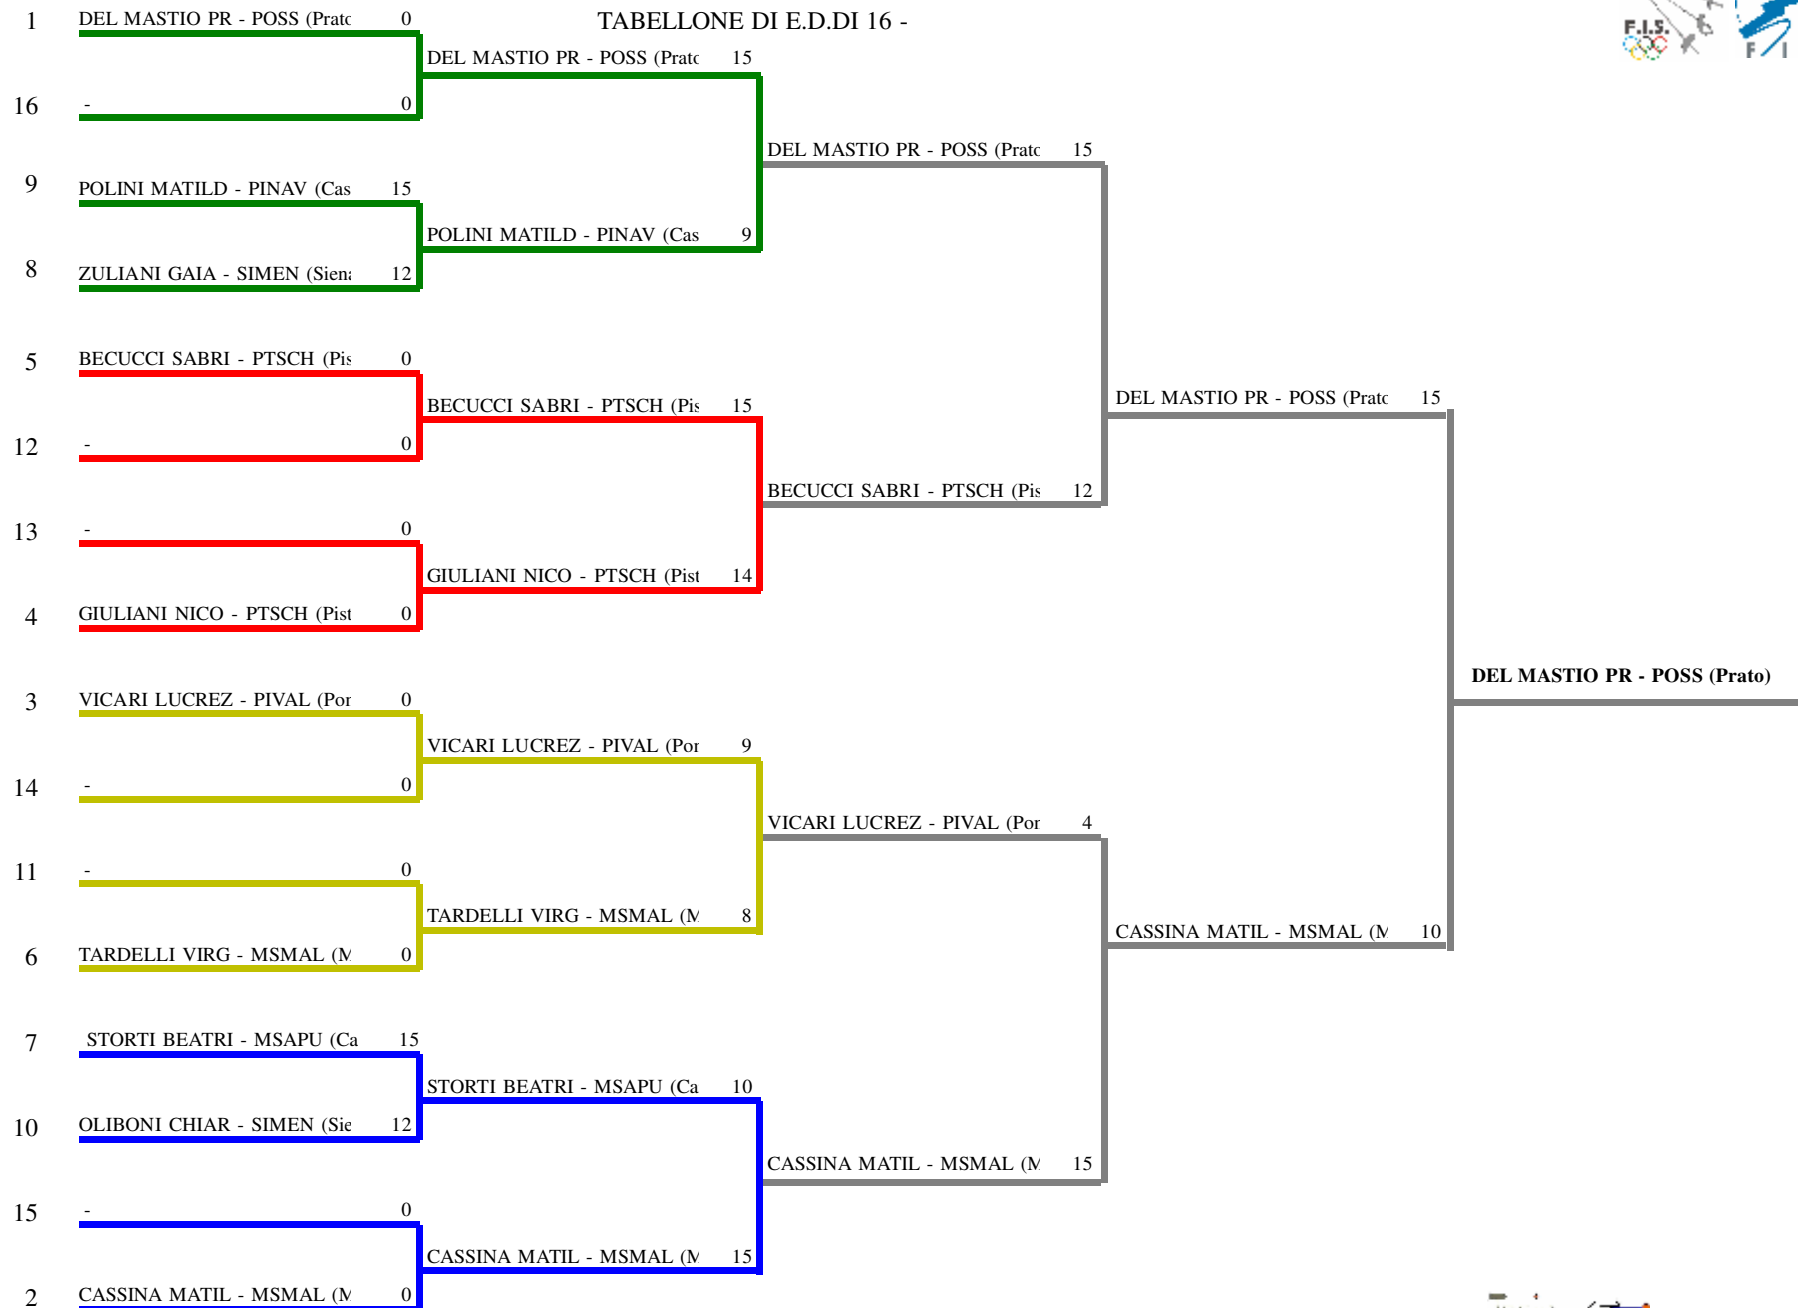 TABELLONE DI E.D.DI 16 -
F.I.S.
F I
1 DEL MASTIO PR - POSS (Prato 0
DEL MASTIO PR - POSS (Prato 15
16 - 0
DEL MASTIO PR - POSS (Prato 15
9 POLINI MATILD - PINAV (Cas 15
POLINI MATILD - PINAV (Cas 9
8 ZULIANI GAIA - SIMEN (Siena 12
5 BECUCCI SABRI - PTSCH (Pis 0
DEL MASTIO PR - POSS (Prato 15
BECUCCI SABRI - PTSCH (Pis 15
12 - 0
BECUCCI SABRI - PTSCH (Pis 12
13 - 0
GIULIANI NICO - PTSCH (Pist 14
4 GIULIANI NICO - PTSCH (Pist 0
DEL MASTIO PR - POSS (Prato)
3 VICARI LUCREZ - PIVAL (Por 0
VICARI LUCREZ - PIVAL (Por 9
14 - 0
VICARI LUCREZ - PIVAL (Por 4
11 - 0
TARDELLI VIRG - MSMAL (M 8
CASSINA MATIL - MSMAL (M 10
6 TARDELLI VIRG - MSMAL (M 0
7 STORTI BEATRI - MSAPU (Ca 15
STORTI BEATRI - MSAPU (Ca 10
10 OLIBONI CHIAR - SIMEN (Sie 12
CASSINA MATIL - MSMAL (M 15
15 - 0
CASSINA MATIL - MSMAL (M 15
2 CASSINA MATIL - MSMAL (M 0